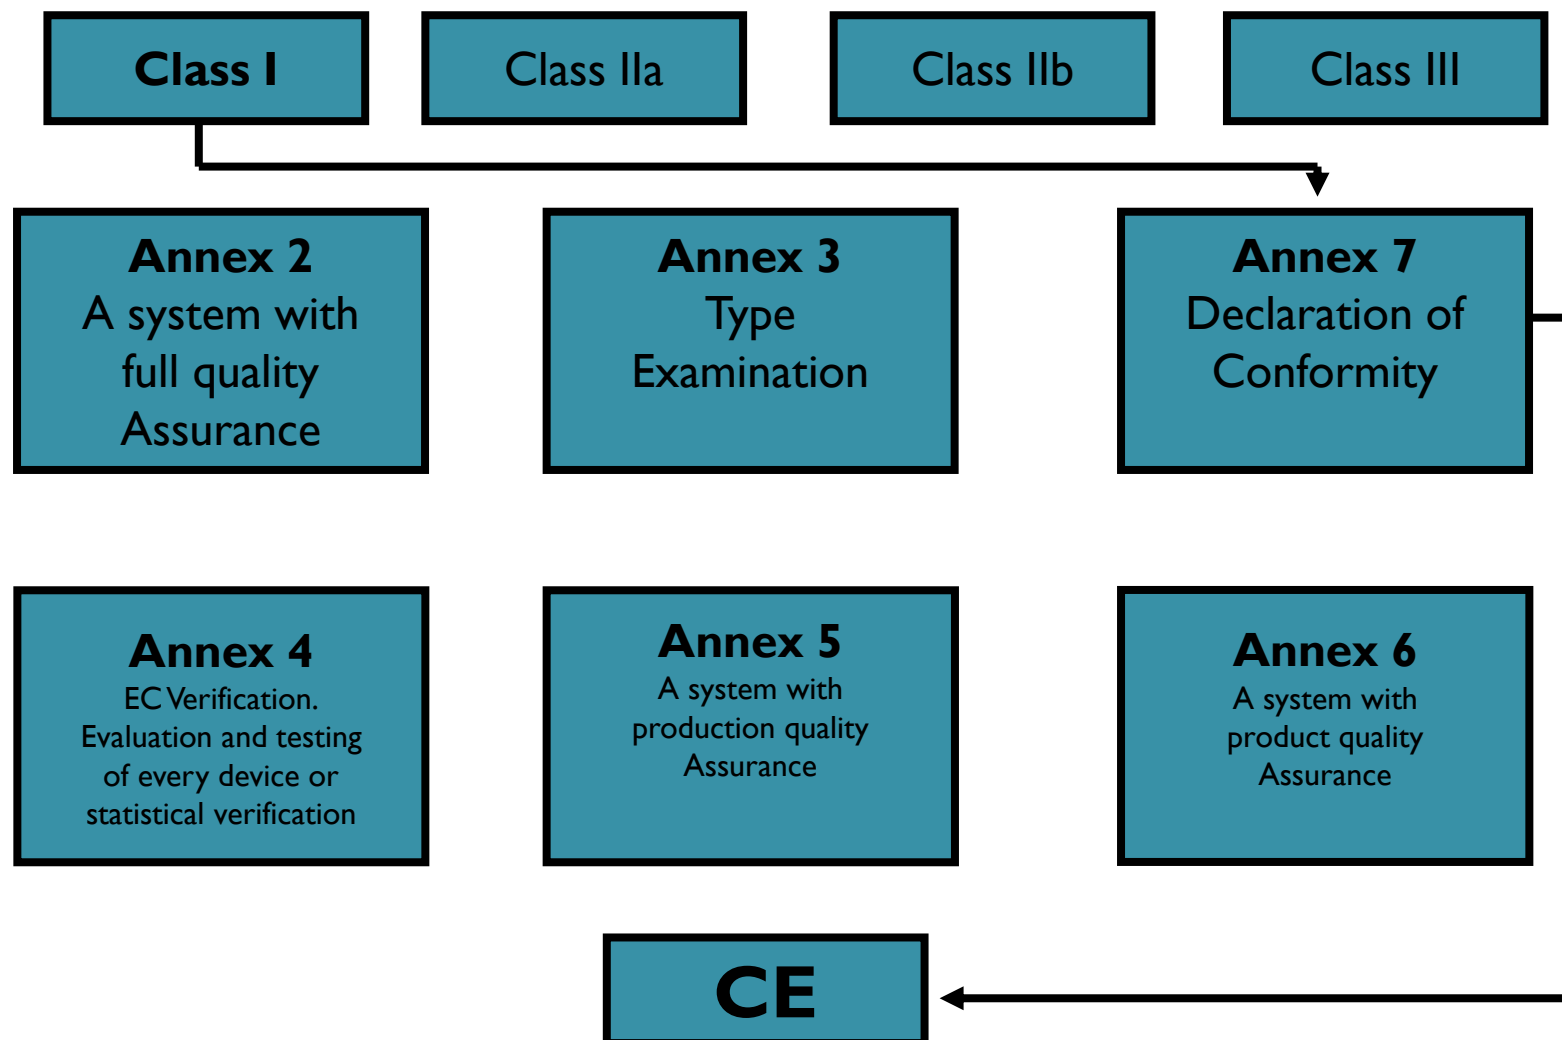 Class I
Class IIa
Class IIb
Class III
Annex 2
A system with
full quality
Assurance
Annex 3
Type
Examination
Annex 7
Declaration of
Conformity
Annex 4
EC Verification.
Evaluation and testing
of every device or
statistical verification
Annex 5
A system with
production quality
Assurance
Annex 6
A system with
product quality
Assurance
CE